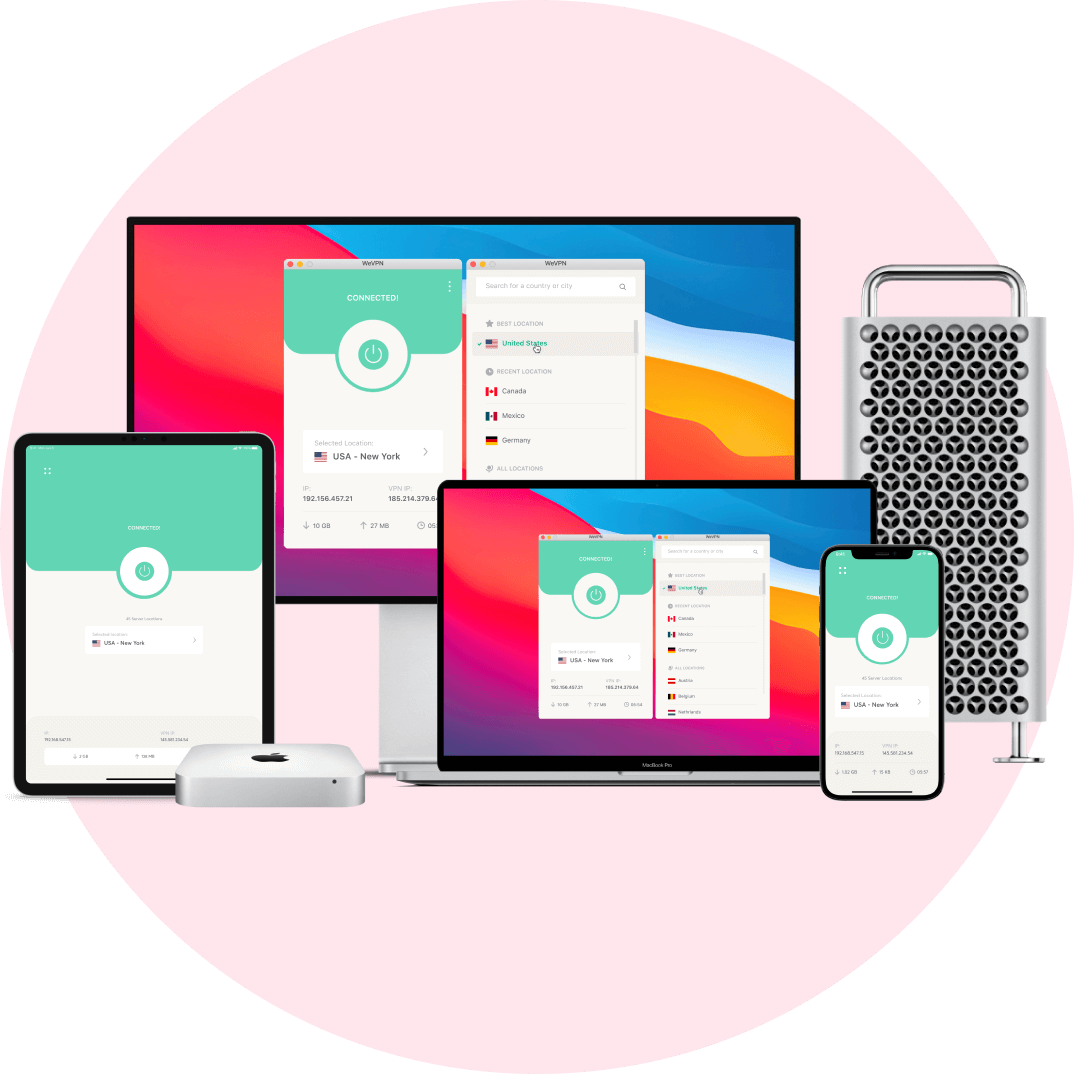 WeVPN
CONNECTED!
Selected Location:
USA - New York
IP:
192.156.457.21
VPN IP:
185.214.379.64
10 GB
27 MB
05:
WeVPN
Search for a country or city
BEST LOCATION
United States
RECENT LOCATION
Canada
Mexico
Germany
ALL LOCATIONS
CONNECTED!
45 Server Locations
Selected location:
USA - New York
IP:
192.168.547.15
VPN IP:
145.561.234.54
2 GB
126 MB
WeVPN
CONNECTED!
Selected Location:
USA - New York
IP:
192.156.457.21
VPN IP:
185.214.379.64
10 GB
27 MB
05:54
WeVPN
Search for a country or city
BEST LOCATION
United States
RECENT LOCATION
Canada
Mexico
Germany
ALL LOCATIONS
Austria
Belgium
Netherlands
MacBook Pro
CONNECTED!
45 Server Locations
Selected Location:
USA - New York
IP:
192.168.547.15
VPN IP:
145.561.234.54
1.02 GB
15 KB
05:57